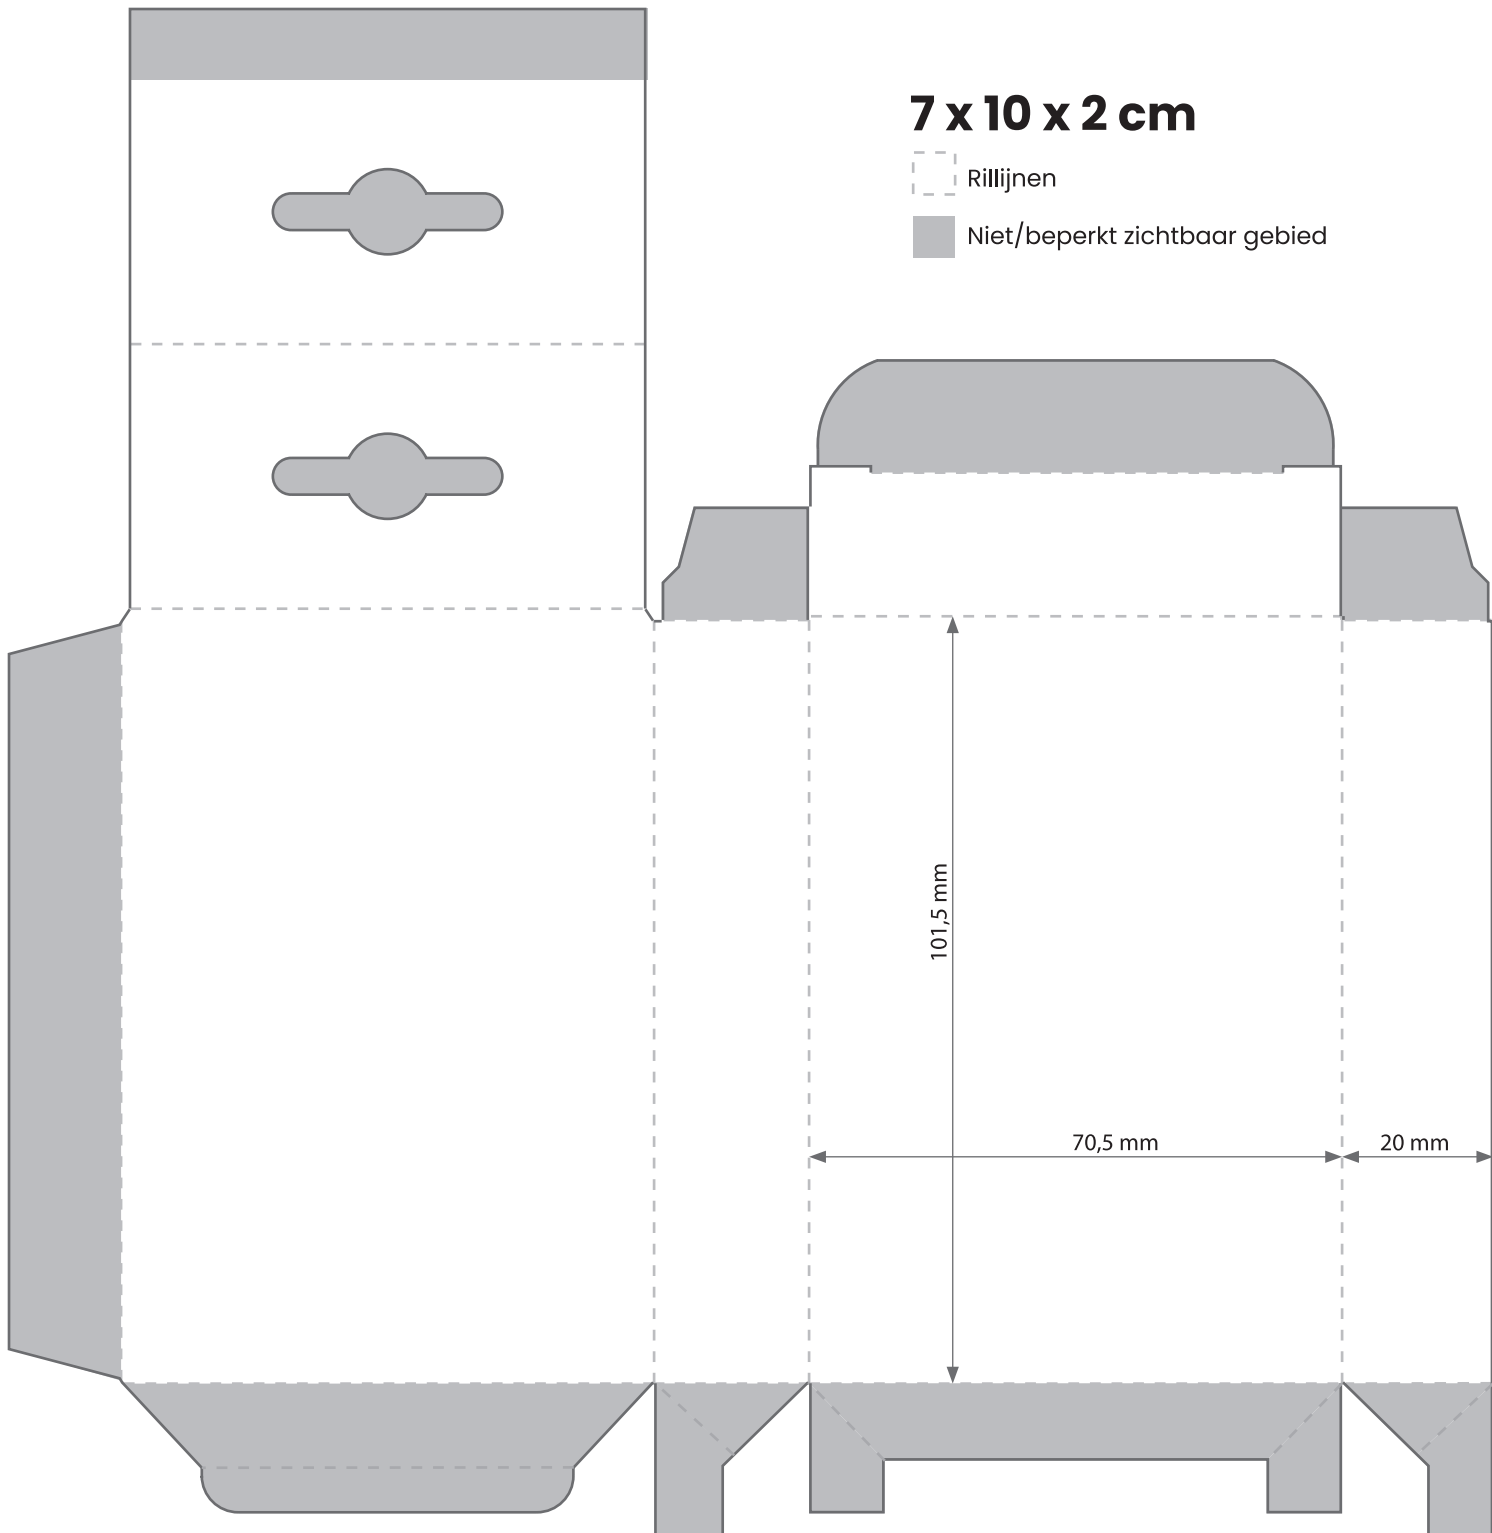 7 x 10 x 2 cm
Rillijnen
Niet/beperkt zichtbaar gebied
101,5 mm
70,5 mm
20 mm